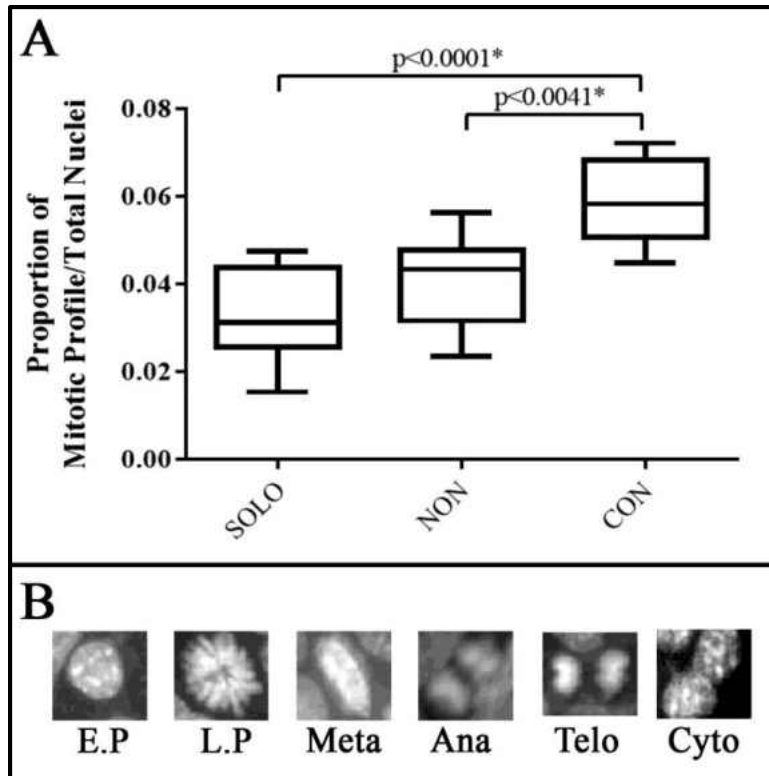 A
p<0.0001*
p<0.0041*
Proportion of
Mitotic Profile/Total Nuclei
0.08
0.06
0.04
0.02
0.00
SOLO
NON
CON
B
E.P
L.P
Meta
Ana
Telo
Cyto